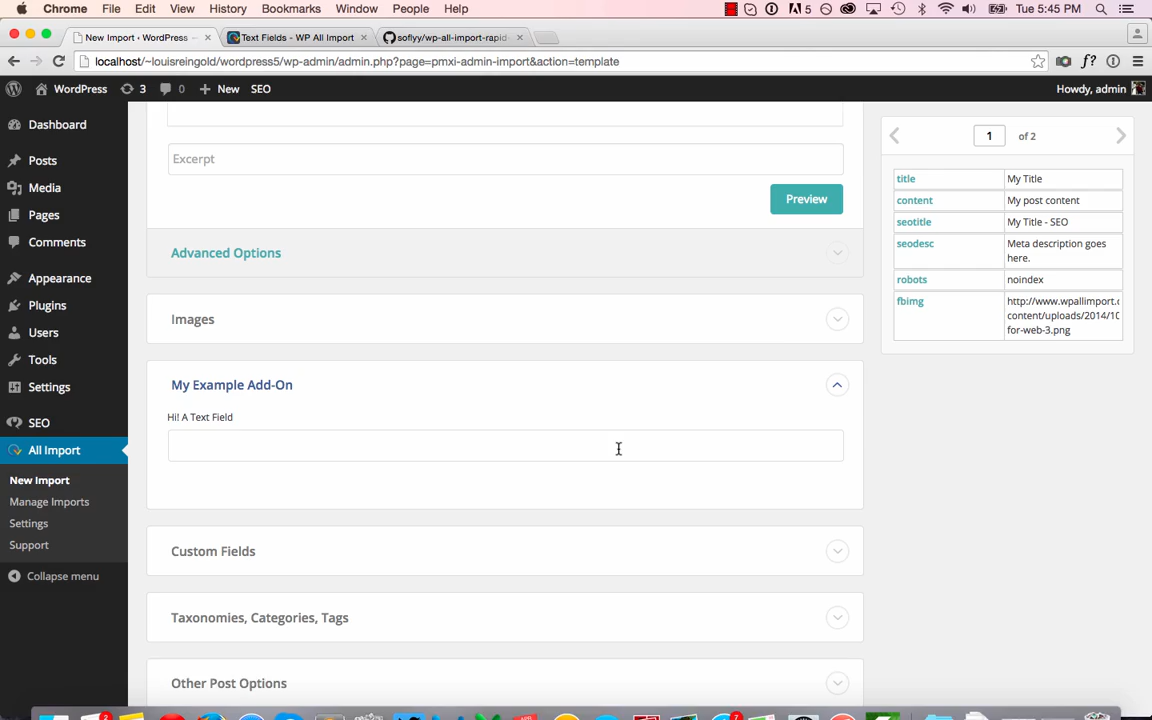 Chrome File Edit View History Bookmarks Window People Help 5 Tue 5:45 PM
New Import ‹ WordPress × Text Fields - WP All Import × soflyy/wp-all-import-rapid- ×
localhost/~louisreingold/wordpress5/wp-admin/admin.php?page=pmxi-admin-import&action=template
WordPress 3 0 + New SEO Howdy, admin
Dashboard
Posts
Media
Pages
Comments
Appearance
Plugins
Users
Tools
Settings
SEO
All Import
New Import
Manage Imports
Settings
Support
Collapse menu
Excerpt
Preview
Advanced Options
Images
My Example Add-On
Hi! A Text Field
Custom Fields
Taxonomies, Categories, Tags
Other Post Options
1 of 2
title My Title
content My post content
seotitle My Title - SEO
seodesc Meta description goes
here.
robots noindex
fbimg http://www.wpallimport.c
content/uploads/2014/10
for-web-3.png
2
7